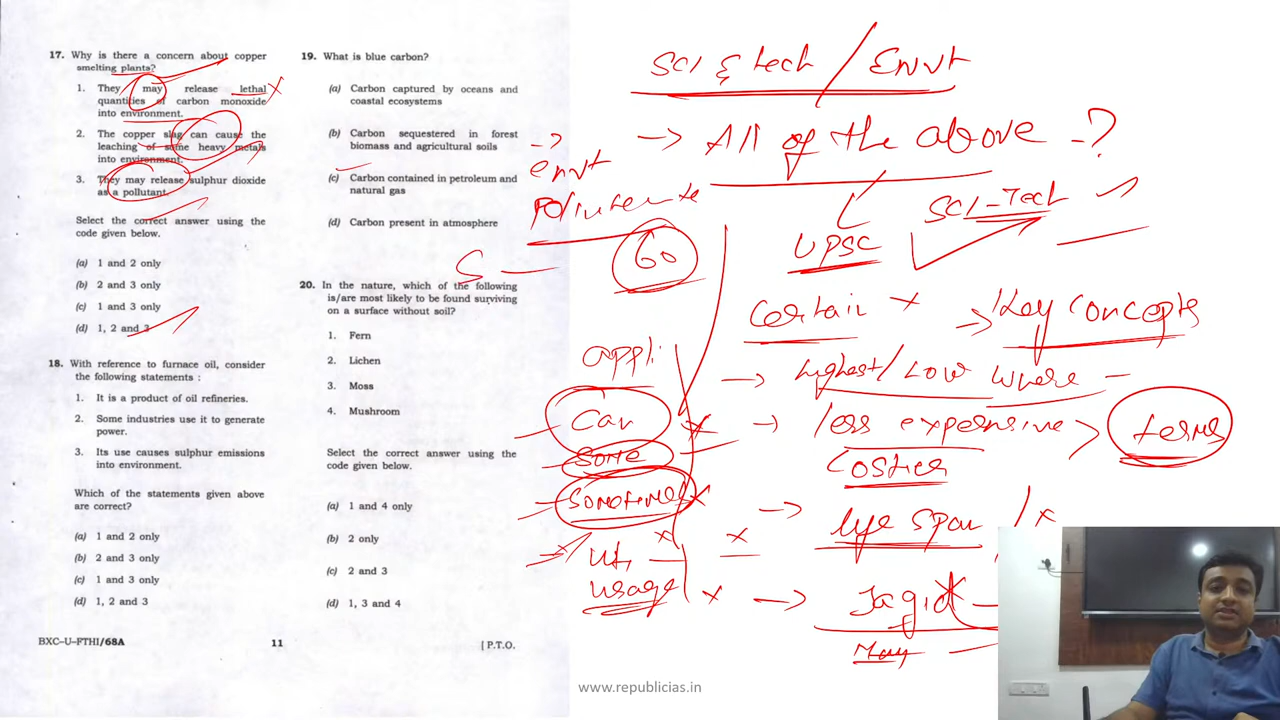 17. Why is there a concern about copper
smelting plants?
1. They may release lethal
quantities of carbon monoxide
into environment.
2. The copper slag can cause the
leaching of some heavy metals
into environment.
3. They may release sulphur dioxide
as a pollutant.
Select the correct answer using the
code given below.
(a) 1 and 2 only
(b) 2 and 3 only
(c) 1 and 3 only
(d) 1, 2 and 3
18. With reference to furnace oil, consider
the following statements :
1. It is a product of oil refineries.
2. Some industries use it to generate
power.
3. Its use causes sulphur emissions
into environment.
Which of the statements given above
are correct?
(a) 1 and 2 only
(b) 2 and 3 only
(c) 1 and 3 only
(d) 1, 2 and 3
BXC-U-FTHI/68A
11
[ P.T.O.
19. What is blue carbon?
(a) Carbon captured by oceans and
coastal ecosystems
(b) Carbon sequestered in forest
biomass and agricultural soils
(c) Carbon contained in petroleum and
natural gas
(d) Carbon present in atmosphere
20. In the nature, which of the following
is/are most likely to be found surviving
on a surface without soil?
1. Fern
2. Lichen
3. Moss
4. Mushroom
Select the correct answer using the
code given below.
(a) 1 and 4 only
(b) 2 only
(c) 2 and 3
(d) 1, 3 and 4
SCI & tech / Envt
→ All of the above - ?
→ envt
SCI-Tech
UPSC
60
Certain × → Key concepts
appli
→ highest/Low where -
Can × → less expensive > terms
Some
costier
Sometimes × → life span / ×
usage × →
May
www.republicias.in